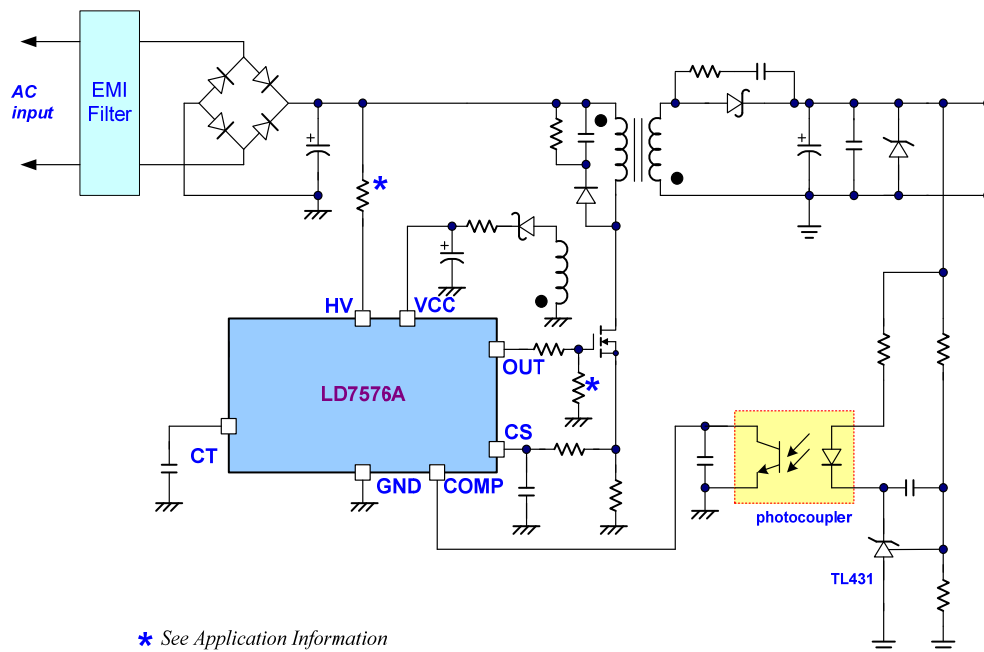 AC
input
EMI
Filter
*
HV
VCC
OUT
*
LD7576A
CS
CT
GND
COMP
photocoupler
TL431
* See Application Information
+
+
+